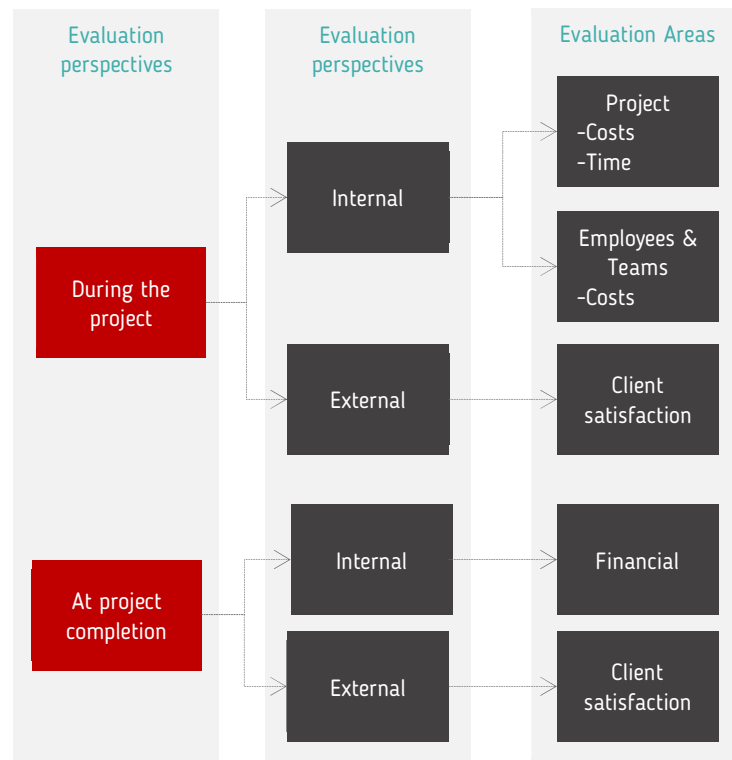 Evaluation
perspectives
Evaluation
perspectives
Evaluation Areas
Project
-Costs
-Time
Internal
Employees &
Teams
-Costs
During the
project
External
Client
satisfaction
Internal
Financial
At project
completion
External
Client
satisfaction